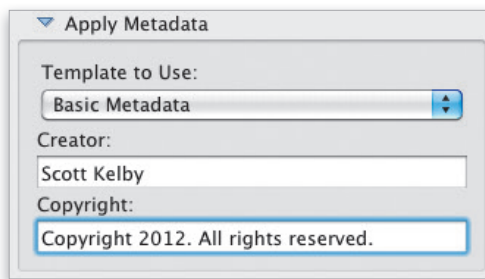 Apply Metadata
Template to Use:
Basic Metadata
Creator:
Scott Kelby
Copyright:
Copyright 2012. All rights reserved.